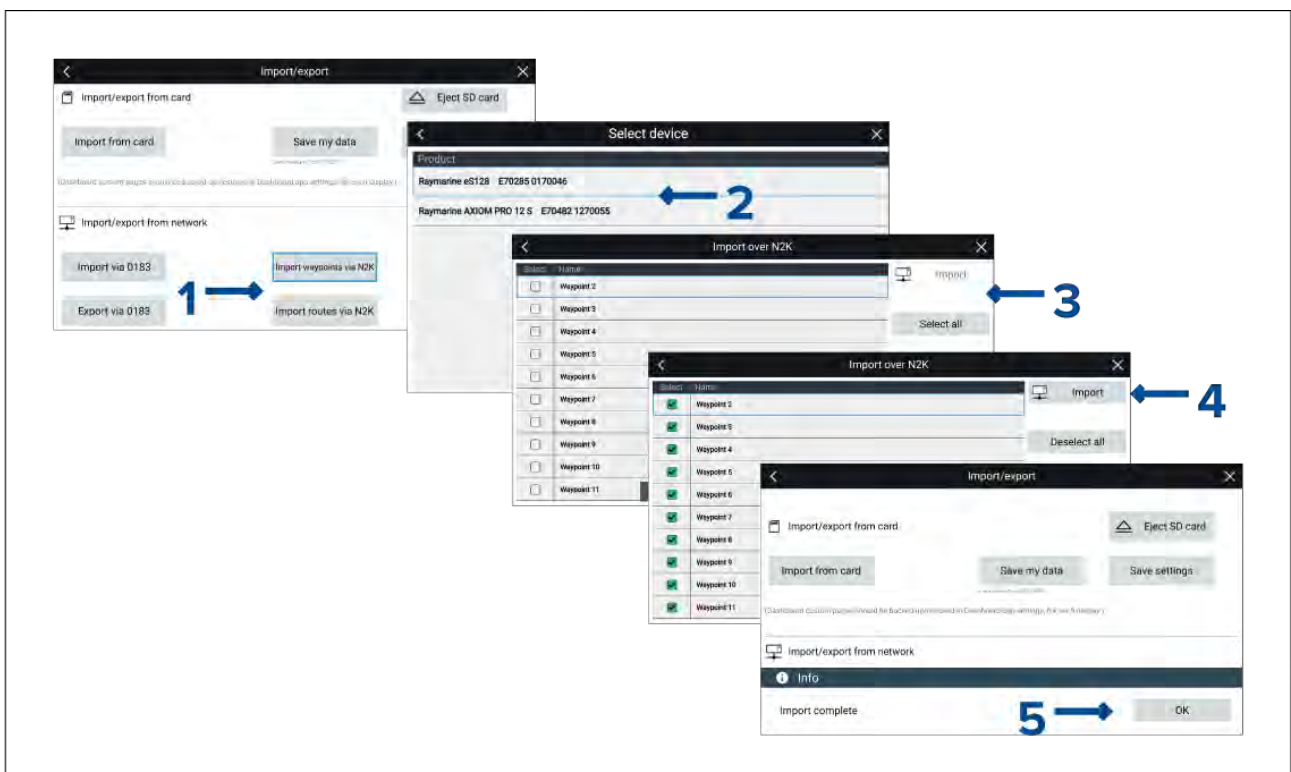 Import/export
Import/export from card
Eject SD card
Import from card
Save my data
Import/export from network
Import via 0183
Import waypoints via N2K
Export via 0183
Import routes via N2K
1
Select device
Product
Raymarine eS128 E70285 0170046
Raymarine AXIOM PRO 12 S E70482 1270055
2
Import over N2K
Select Name
Import
Waypoint 2
Waypoint 3
Select all
Waypoint 4
Waypoint 5
Waypoint 6
Waypoint 7
Waypoint 8
Waypoint 9
Waypoint 10
Waypoint 11
3
Import over N2K
Select Name
Import
Waypoint 2
Waypoint 3
Deselect all
Waypoint 4
Waypoint 5
Waypoint 6
Waypoint 7
Waypoint 8
Waypoint 9
Waypoint 10
Waypoint 11
4
Import/export
Import/export from card
Eject SD card
Import from card
Save my data
Save settings
Import/export from network
Info
Import complete
OK
5